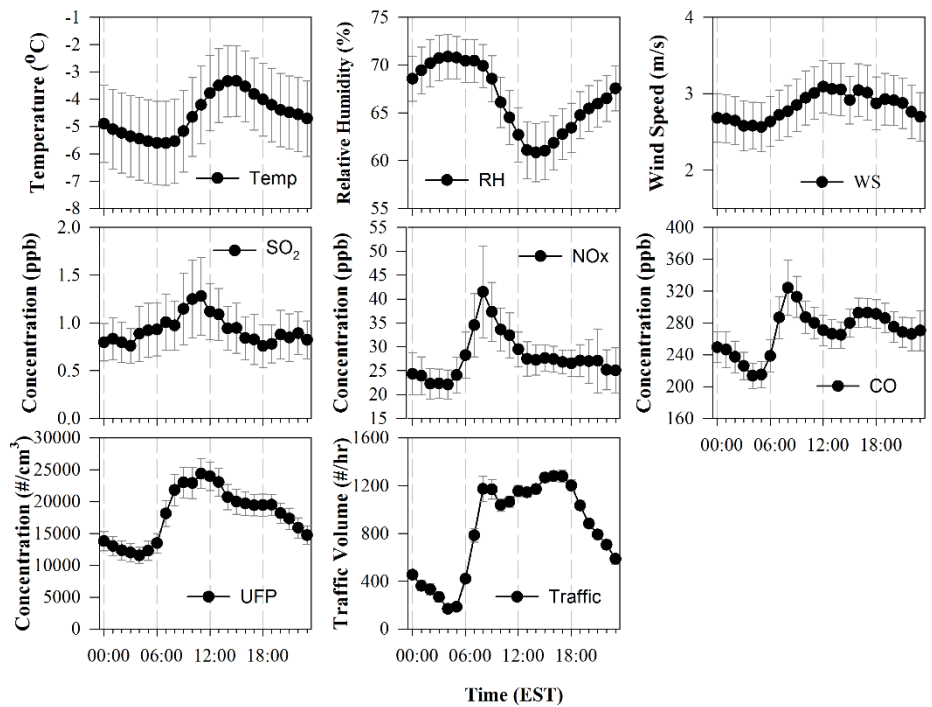 Temperature (⁰C)
-1
-2
-3
-4
-5
-6
-7
-8
Temp
Relative Humidity (%)
75
70
65
60
55
RH
Wind Speed (m/s)
4
3
2
1
WS
Concentration (ppb)
2.0
1.5
1.0
0.5
0.0
SO₂
Concentration (ppb)
55
50
45
40
35
30
25
20
15
NOx
Concentration (ppb)
400
360
320
280
240
200
160
CO
00:00 06:00 12:00 18:00
Concentration (#/cm³)
30000
25000
20000
15000
10000
5000
0
UFP
00:00 06:00 12:00 18:00
Traffic Volume (#/hr)
1600
1200
800
400
0
Traffic
00:00 06:00 12:00 18:00
Time (EST)